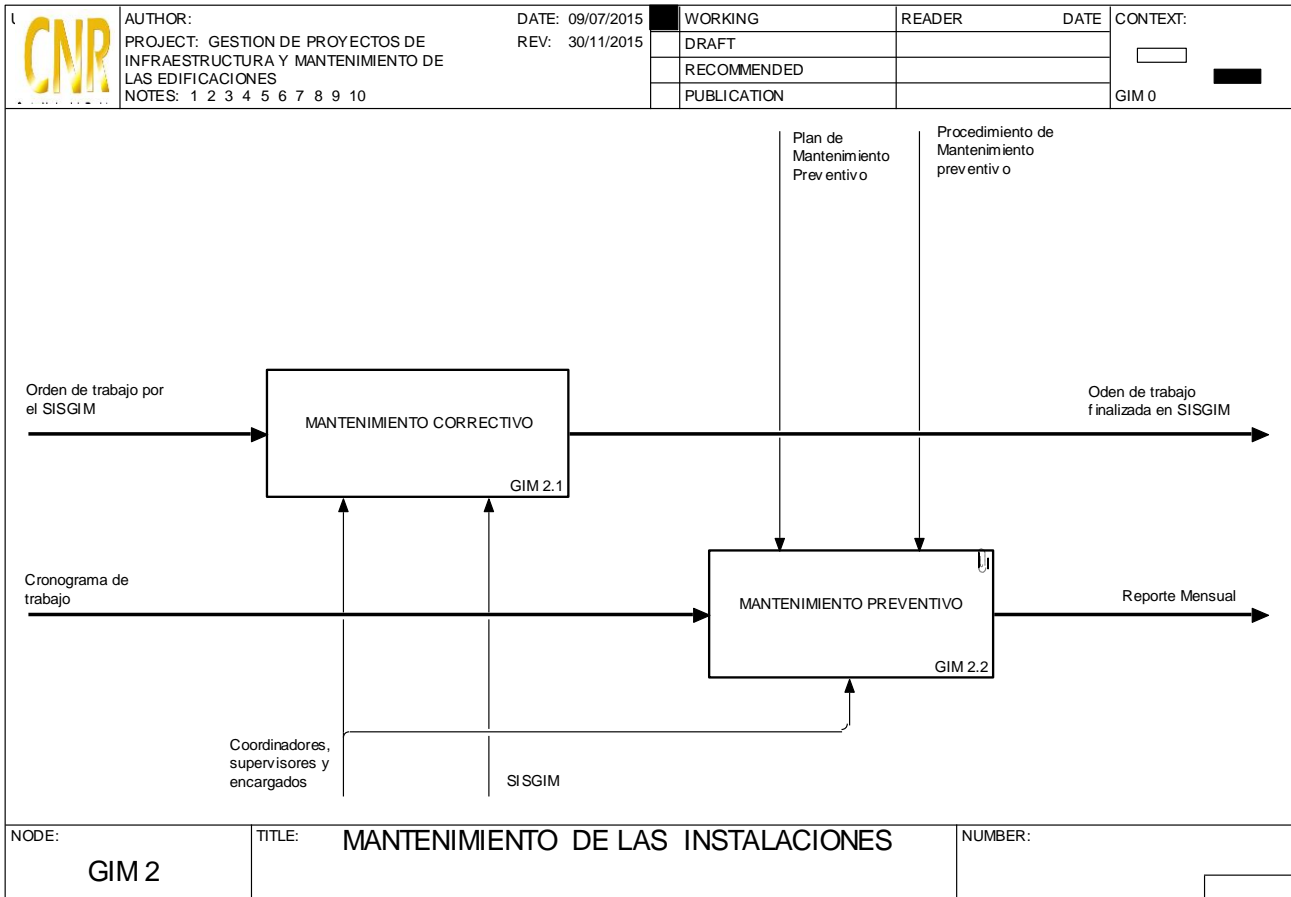 CNR
AUTHOR:
DATE: 09/07/2015
PROJECT: GESTION DE PROYECTOS DE
INFRAESTRUCTURA Y MANTENIMIENTO DE
LAS EDIFICACIONES
REV: 30/11/2015
NOTES: 1 2 3 4 5 6 7 8 9 10
WORKING
DRAFT
RECOMMENDED
PUBLICATION
READER DATE
CONTEXT:
GIM 0
Plan de
Mantenimiento
Preventivo
Procedimiento de
Mantenimiento
preventivo
Orden de trabajo por
el SISGIM
MANTENIMIENTO CORRECTIVO
GIM 2.1
Oden de trabajo
finalizada en SISGIM
Cronograma de
trabajo
MANTENIMIENTO PREVENTIVO
GIM 2.2
Reporte Mensual
Coordinadores,
supervisores y
encargados
SISGIM
NODE:
GIM 2
TITLE: MANTENIMIENTO DE LAS INSTALACIONES
NUMBER: